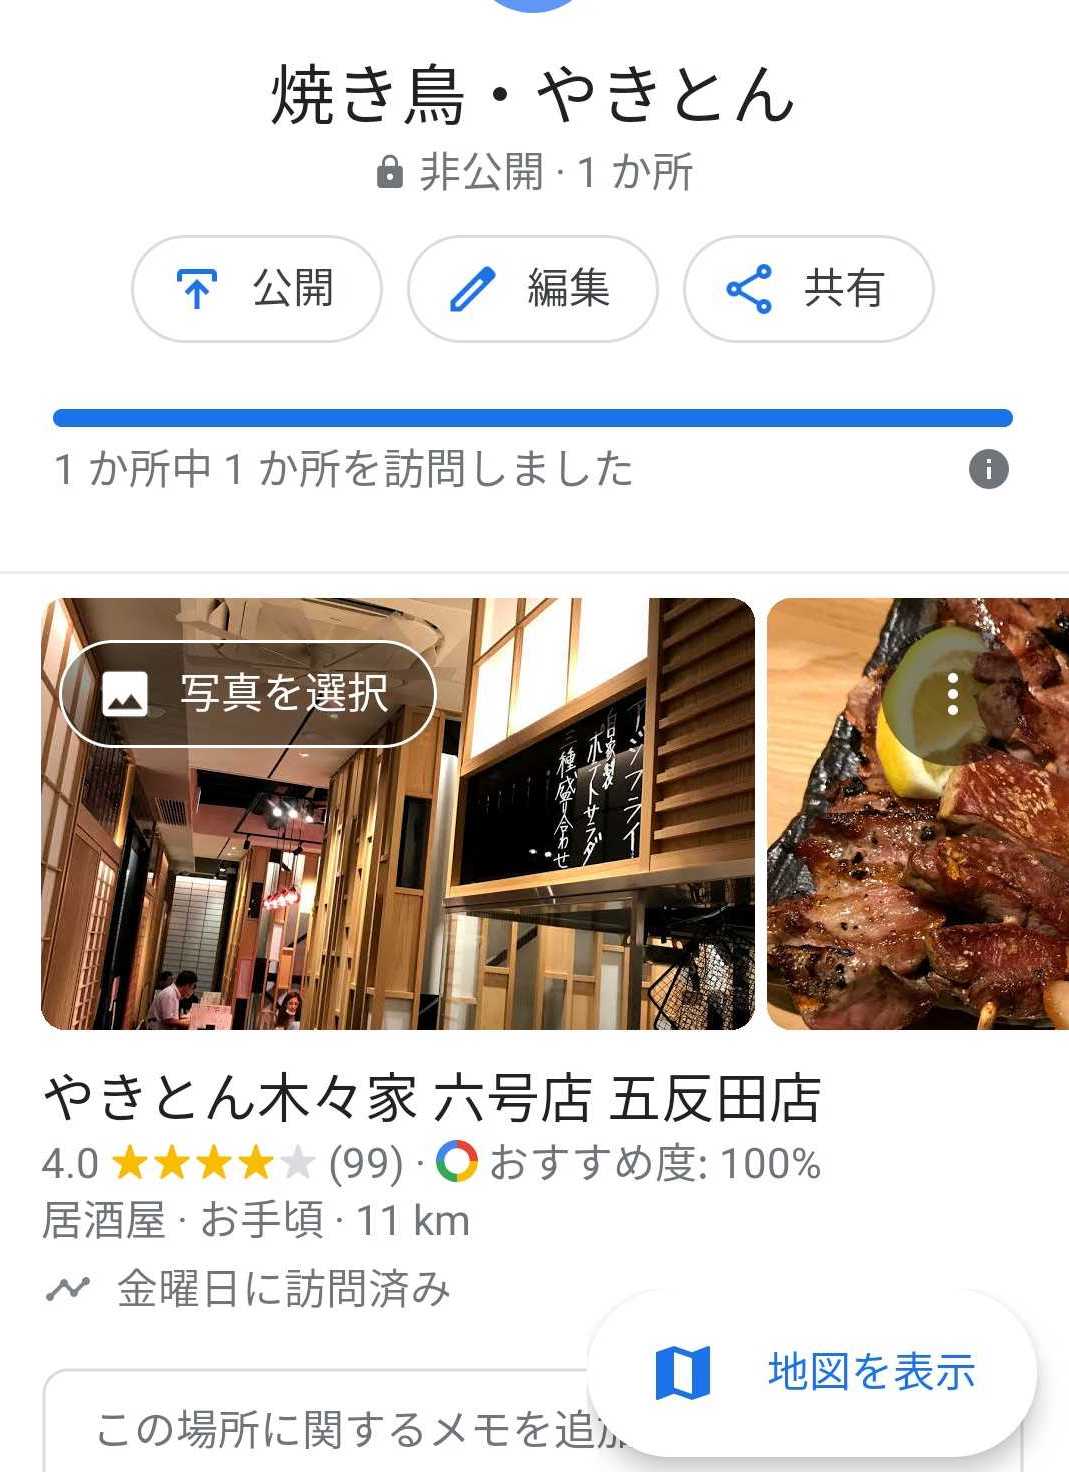 焼き鳥・やきとん
非公開 · 1 か所
公開
編集
共有
1 か所中 1 か所を訪問しました
写真を選択
アジフライ
自家製
ポテトサラダ
三種盛り合わせ
やきとん木々家 六号店 五反田店
4.0 (99) · おすすめ度: 100%
居酒屋 · お手頃 · 11 km
金曜日に訪問済み
地図を表示
この場所に関するメモを追加